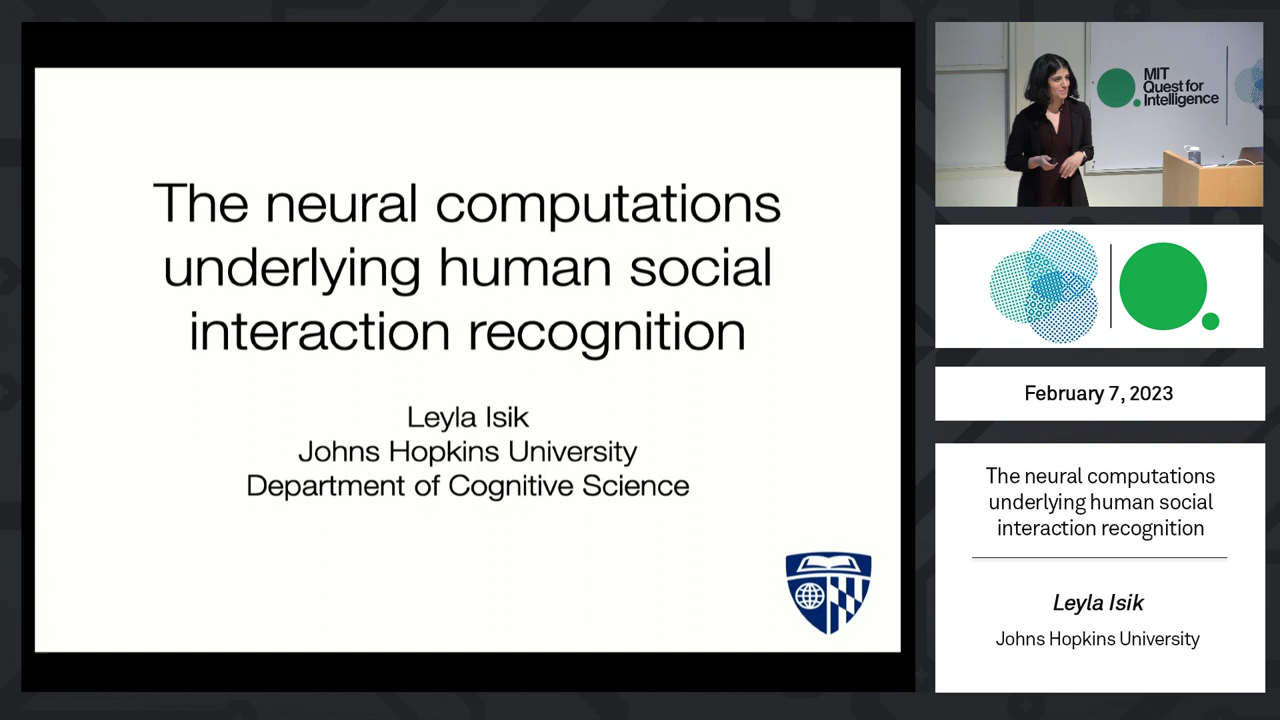 The neural computations
underlying human social
interaction recognition
Leyla Isik
Johns Hopkins University
Department of Cognitive Science
MIT
Quest for
Intelligence
February 7, 2023
The neural computations
underlying human social
interaction recognition
Leyla Isik
Johns Hopkins University